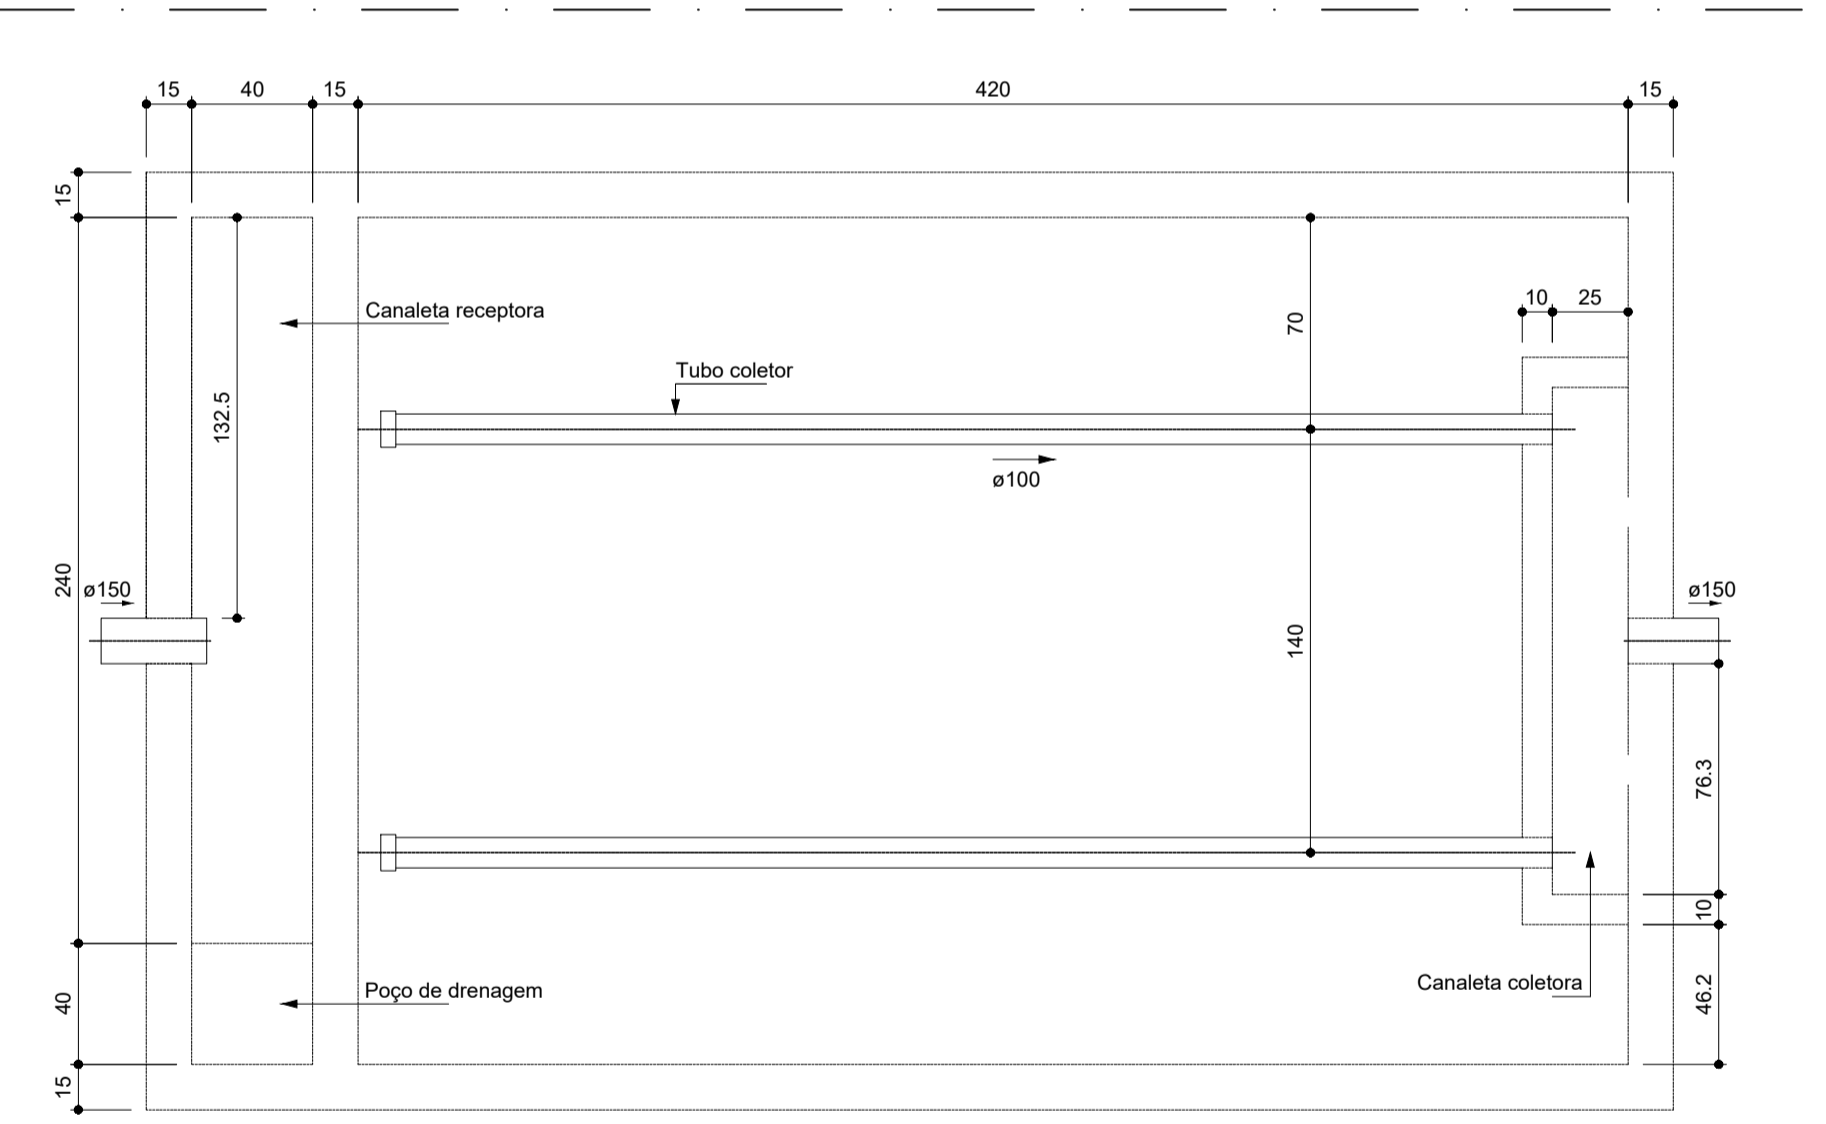 15
40
15
420
15
15
Canaleta receptora
10
25
70
Tubo coletor
132.5
ø100
240
ø150
ø150
140
76.3
10
Poço de drenagem
Canaleta coletora
40
46.2
15